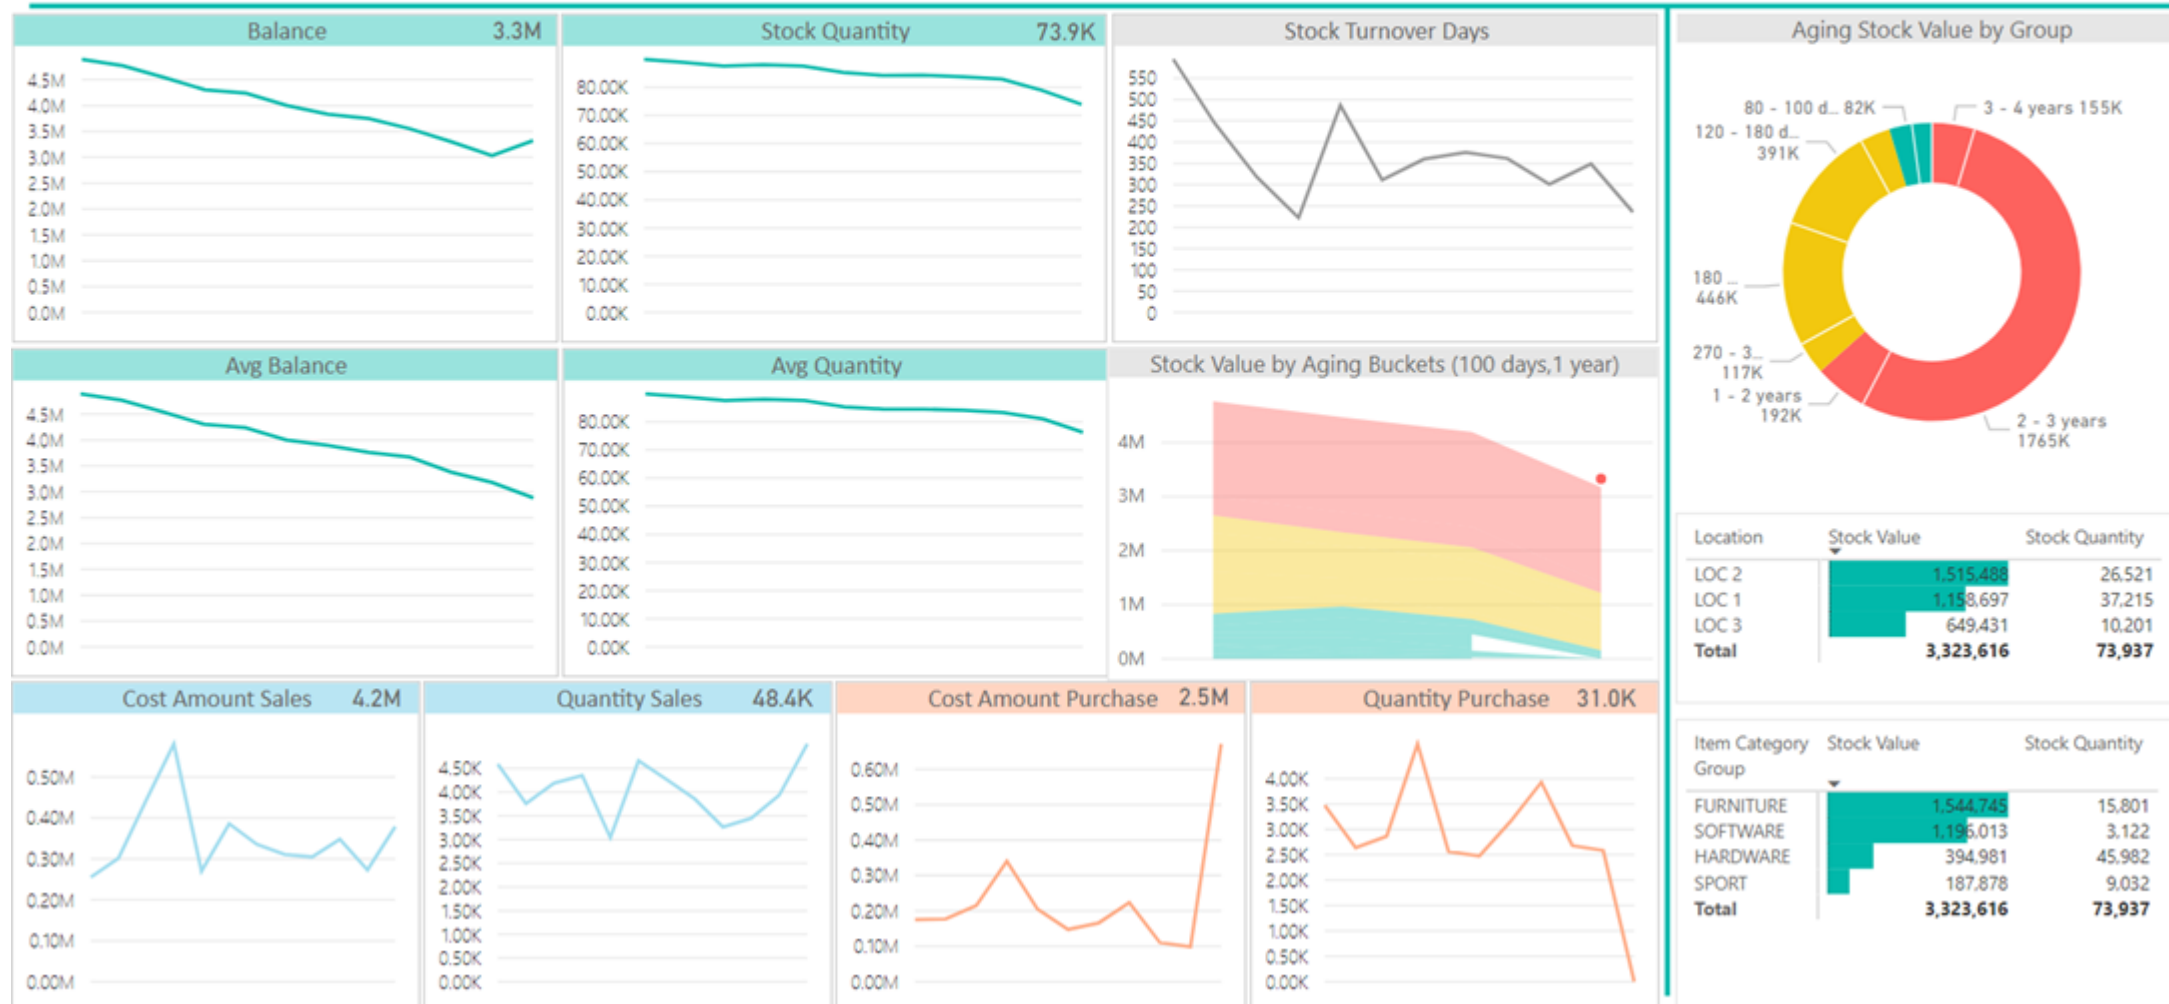 Balance 3.3M
4.5M
4.0M
3.5M
3.0M
2.5M
2.0M
1.5M
1.0M
0.5M
0.0M
Stock Quantity 73.9K
80.00K
70.00K
60.00K
50.00K
40.00K
30.00K
20.00K
10.00K
0.00K
Stock Turnover Days
550
500
450
400
350
300
250
200
150
100
50
0
Aging Stock Value by Group
80 - 100 d... 82K
3 - 4 years 155K
120 - 180 d...
391K
180 ...
446K
270 - 3...
117K
1 - 2 years
192K
2 - 3 years
1765K
Avg Balance
4.5M
4.0M
3.5M
3.0M
2.5M
2.0M
1.5M
1.0M
0.5M
0.0M
Avg Quantity
80.00K
70.00K
60.00K
50.00K
40.00K
30.00K
20.00K
10.00K
0.00K
Stock Value by Aging Buckets (100 days,1 year)
4M
3M
2M
1M
0M
Location Stock Value Stock Quantity
LOC 2 1,515,488 26,521
LOC 1 1,158,697 37,215
LOC 3 649,431 10,201
Total 3,323,616 73,937
Cost Amount Sales 4.2M
0.50M
0.40M
0.30M
0.20M
0.10M
0.00M
Quantity Sales 48.4K
4.50K
4.00K
3.50K
3.00K
2.50K
2.00K
1.50K
1.00K
0.50K
0.00K
Cost Amount Purchase 2.5M
0.60M
0.50M
0.40M
0.30M
0.20M
0.10M
0.00M
Quantity Purchase 31.0K
4.00K
3.50K
3.00K
2.50K
2.00K
1.50K
1.00K
0.50K
0.00K
Item Category Stock Value Stock Quantity
Group
FURNITURE 1,544,745 15,801
SOFTWARE 1,196,013 3,122
HARDWARE 394,981 45,982
SPORT 187,878 9,032
Total 3,323,616 73,937